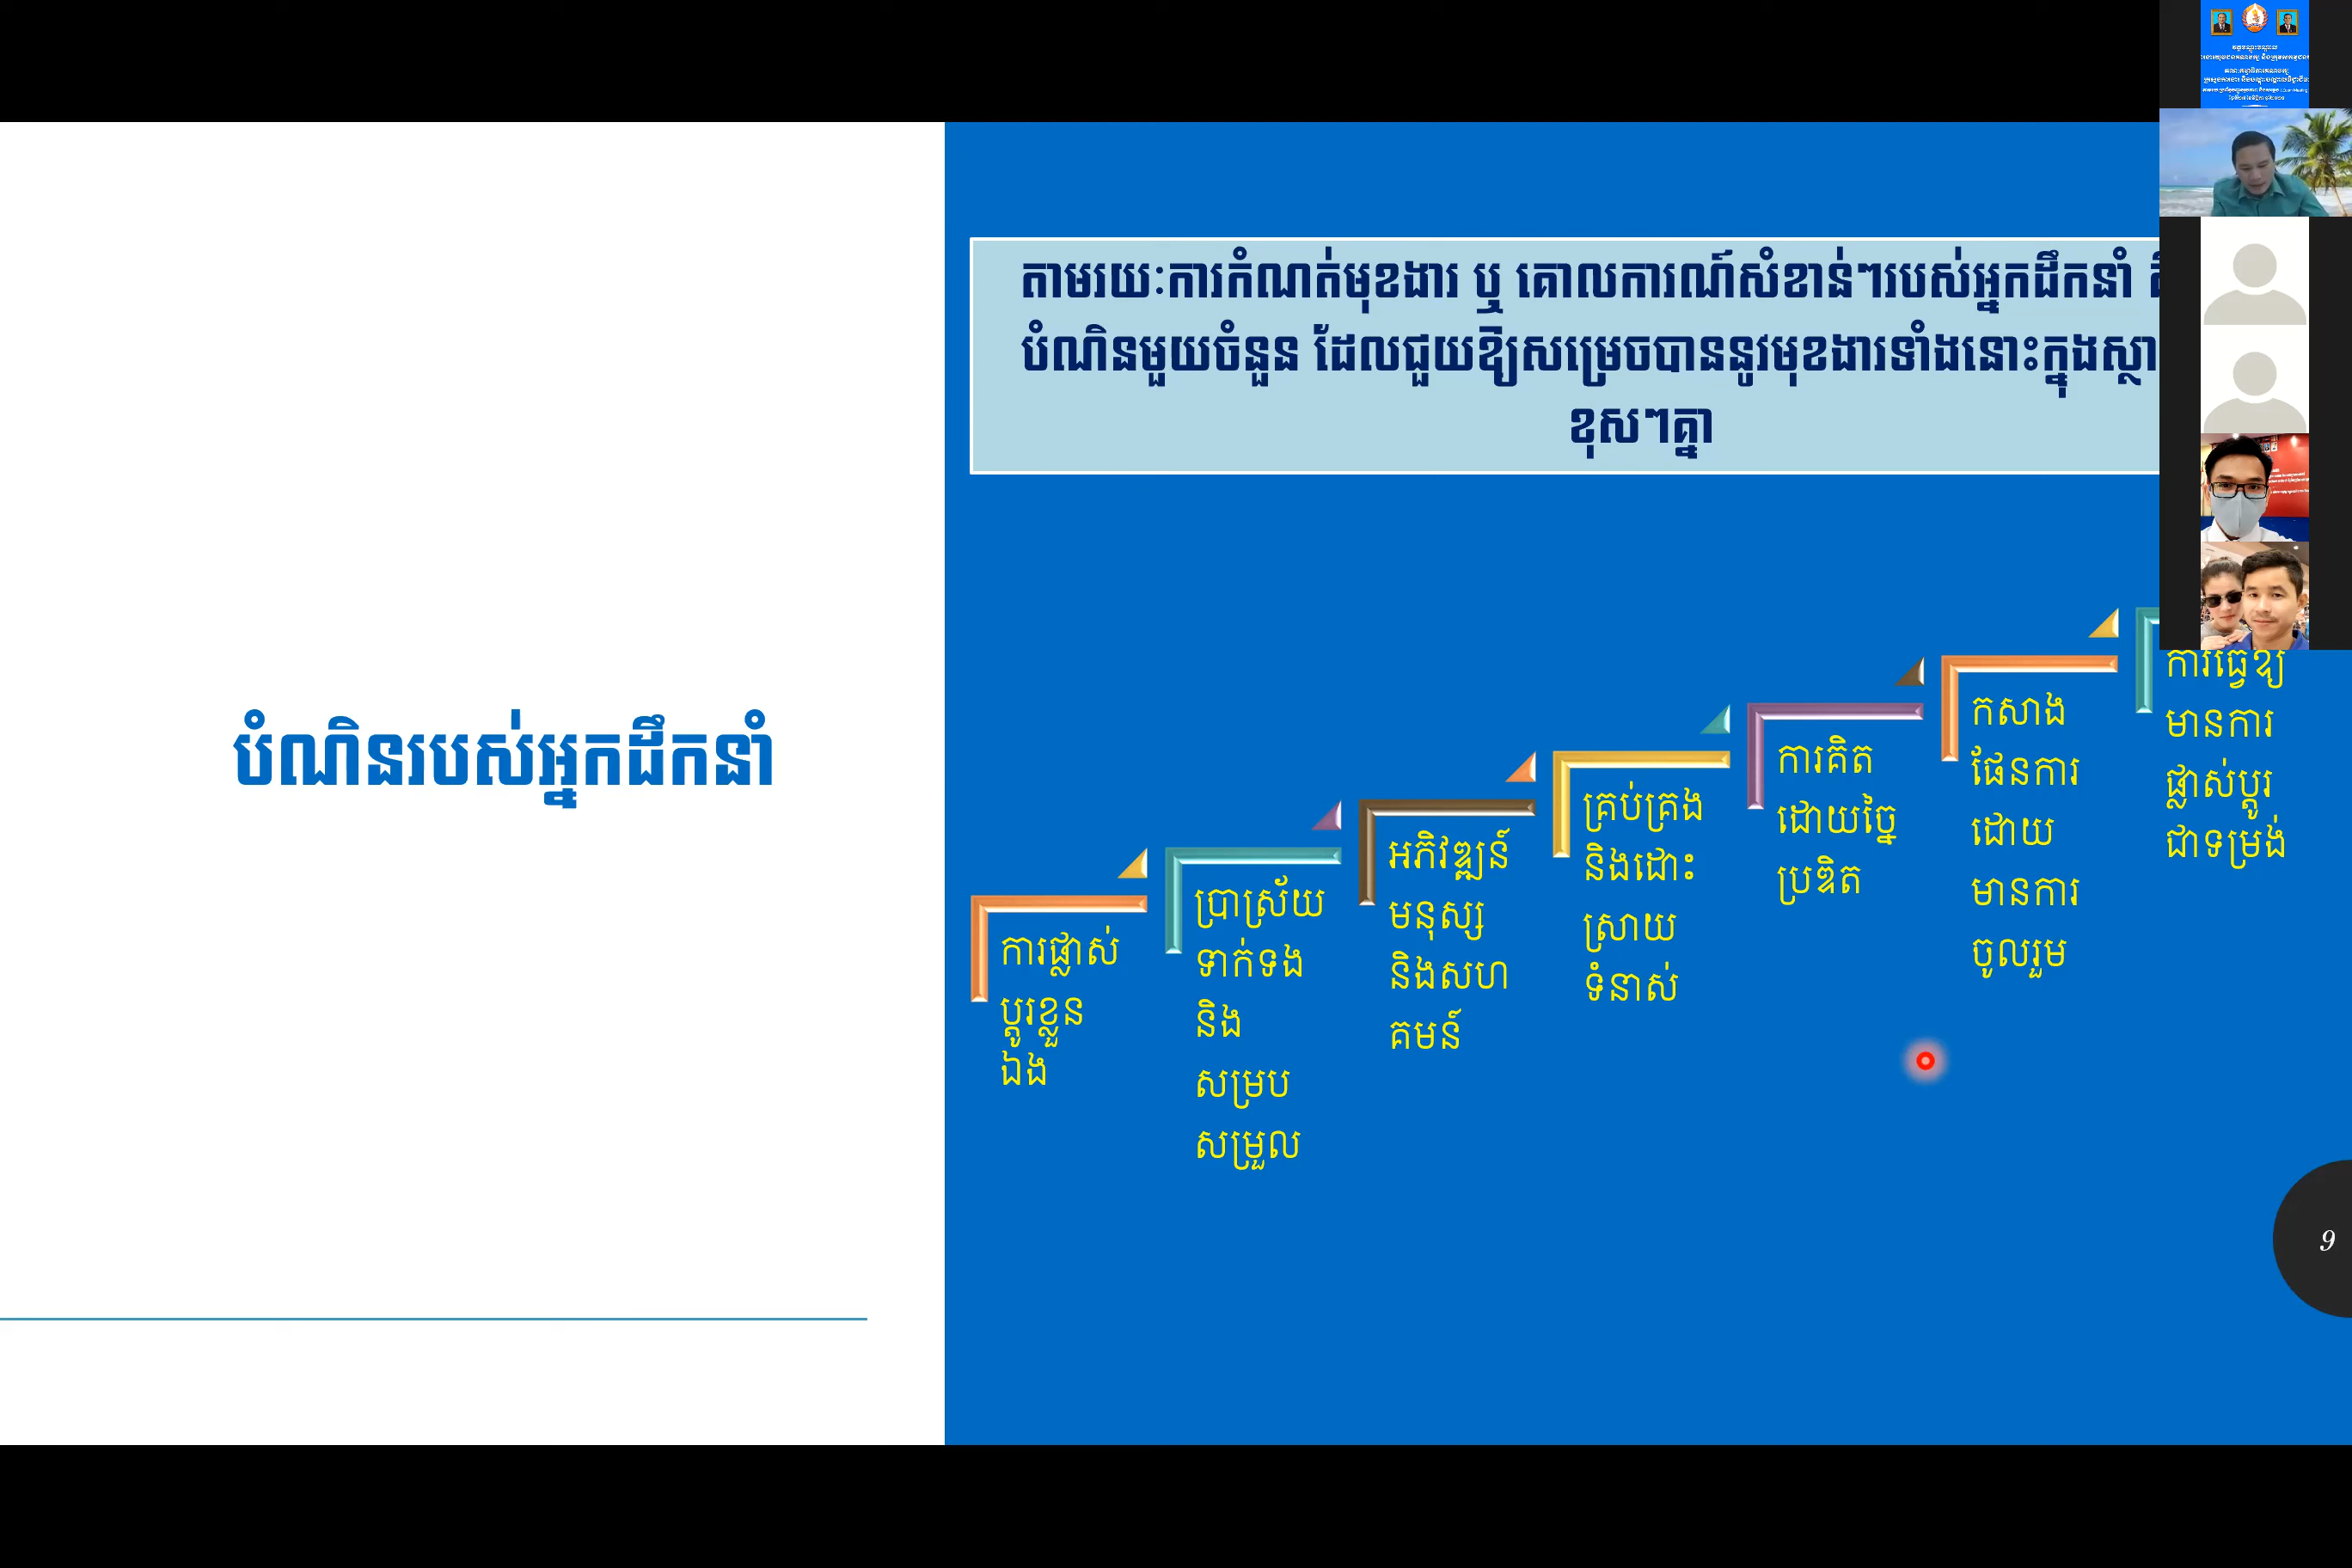 បំណិនរបស់អ្នកដឹកនាំ
តាមរយៈការកំណត់មុខងារ ឬ គោលការណ៍សំខាន់ៗរបស់អ្នកដឹកនាំ
បំណិនមួយចំនួន ដែលជួយឱ្យសម្រេចបាននូវមុខងារទាំងនោះក្នុងស្ថា
ខុសៗគ្នា
ការផ្លាស់
ប្តូរខ្លួន
ឯង
ប្រាស្រ័យ
ទាក់ទង
និង
សម្រប
សម្រួល
អភិវឌ្ឍន៍
មនុស្ស
និងសហ
គមន៍
គ្រប់គ្រង
និងដោះ
ស្រាយ
ទំនាស់
ការគិត
ដោយច្នៃ
ប្រឌិត
កសាង
ផែនការ
ដោយ
មានការ
ចូលរួម
ការធ្វើឱ្យ
មានការ
ផ្លាស់ប្តូរ
ជាទម្រង់
9